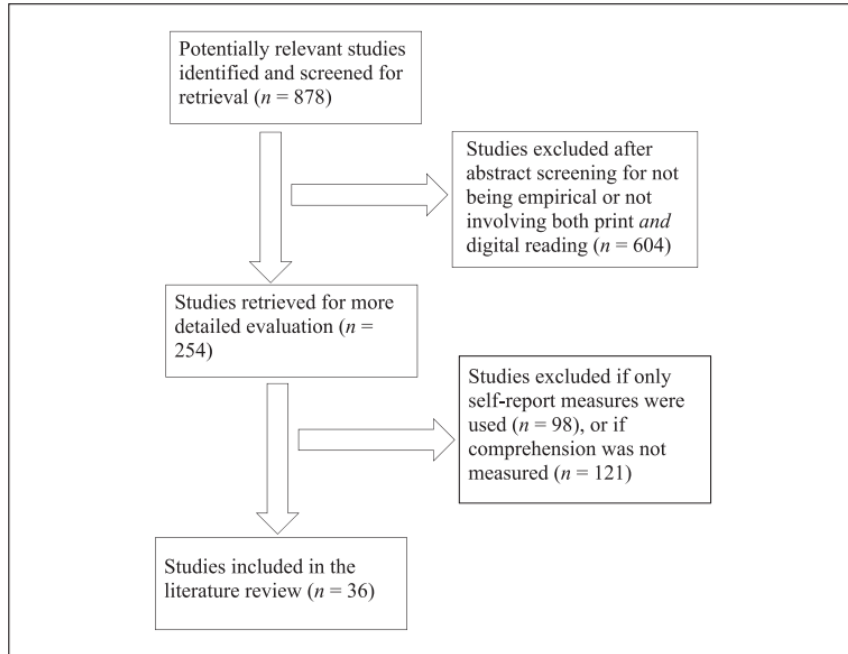 Potentially relevant studies
identified and screened for
retrieval (n = 878)
Studies excluded after
abstract screening for not
being empirical or not
involving both print and
digital reading (n = 604)
Studies retrieved for more
detailed evaluation (n =
254)
Studies excluded if only
self-report measures were
used (n = 98), or if
comprehension was not
measured (n = 121)
Studies included in the
literature review (n = 36)